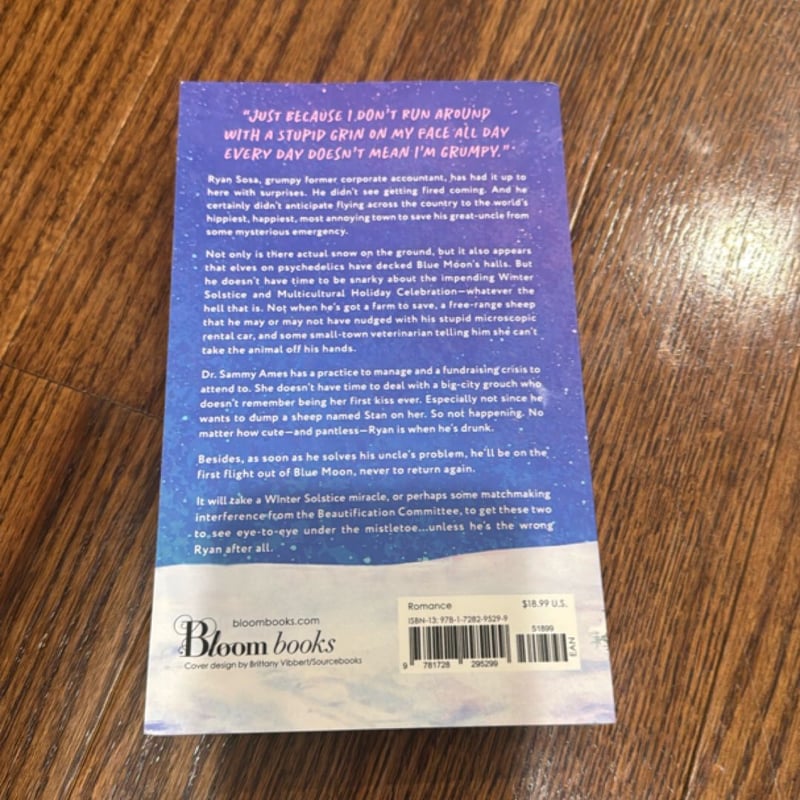 "JUST BECAUSE I DON'T RUN AROUND
WITH A STUPID GRIN ON MY FACE ALL DAY
EVERY DAY DOESN'T MEAN I'M GRUMPY."
Ryan Sosa, grumpy former corporate accountant, has had it up to
here with surprises. He didn't see getting fired coming. And he
certainly didn't anticipate flying across the country to the world's
hippiest, happiest, most annoying town to save his great-uncle from
some mysterious emergency.
Not only is there actual snow on the ground, but it also appears
that elves on psychedelics have decked Blue Moon's halls. But
he doesn't have time to be snarky about the impending Winter
Solstice and Multicultural Holiday Celebration—whatever the
hell that is. Not when he's got a farm to save, a free-range sheep
that he may or may not have nudged with his stupid microscopic
rental car, and some small-town veterinarian telling him she can't
take the animal off his hands.
Dr. Sammy Ames has a practice to manage and a fundraising crisis to
attend to. She doesn't have time to deal with a big-city grouch who
doesn't remember being her first kiss ever. Especially not since he
wants to dump a sheep named Stan on her. So not happening. No
matter how cute—and pantless—Ryan is when he's drunk.
Besides, as soon as he solves his uncle's problem, he'll be on the
first flight out of Blue Moon, never to return again.
It will take a Winter Solstice miracle, or perhaps some matchmaking
interference from the Beautification Committee, to get these two
to see eye-to-eye under the mistletoe...unless he's the wrong
Ryan after all.
Romance $18.99 U.S.
ISBN-13: 978-1-7282-9529-9
51899
EAN
9 781728 295299
bloombooks.com
Bloom books
Cover design by Brittany Vibbert/Sourcebooks